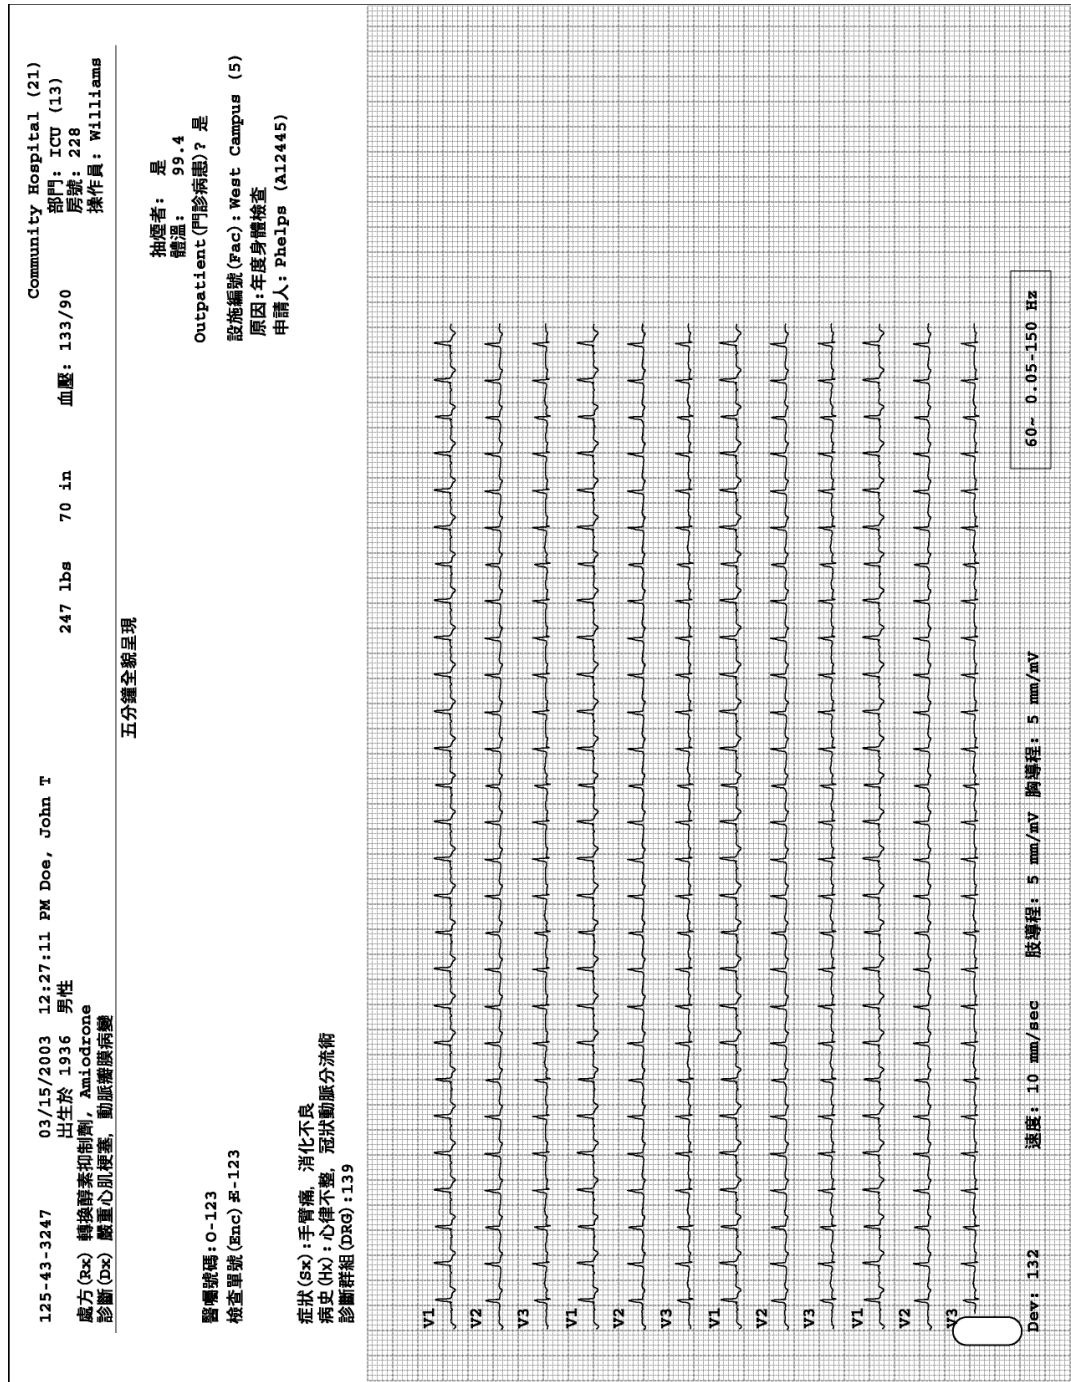 125-43-3247 03/15/2003 12:27:11 PM Doe, John T
出生於 1936 男性
247 lbs 70 in 血壓: 133/90
Community Hospital (21)
部門: ICU (13)
房號: 228
操作員: Williams
處方(Rx) 轉換醇素抑制劑, Amiodrone
診斷(Dx) 嚴重心肌梗塞, 動脈瓣膜病變
五分鐘全貌呈現
抽煙者: 是
體溫: 99.4
Outpatient(門診病患)? 是
醫囑號碼:O-123
檢查單號(Enc)E-123
設施編號(Fac): West Campus (5)
原因:年度身體檢查
申請人: Phelps (A12445)
症狀(Sx):手臂痛, 消化不良
病史(Hx):心律不整, 冠狀動脈分流術
診斷群組(DRG):139
V1
V2
V3
V1
V2
V3
V1
V2
V3
V1
V2
V3
Dev: 132 速度: 10 mm/sec 肢導程: 5 mm/mV 胸導程: 5 mm/mV 60~ 0.05-150 Hz